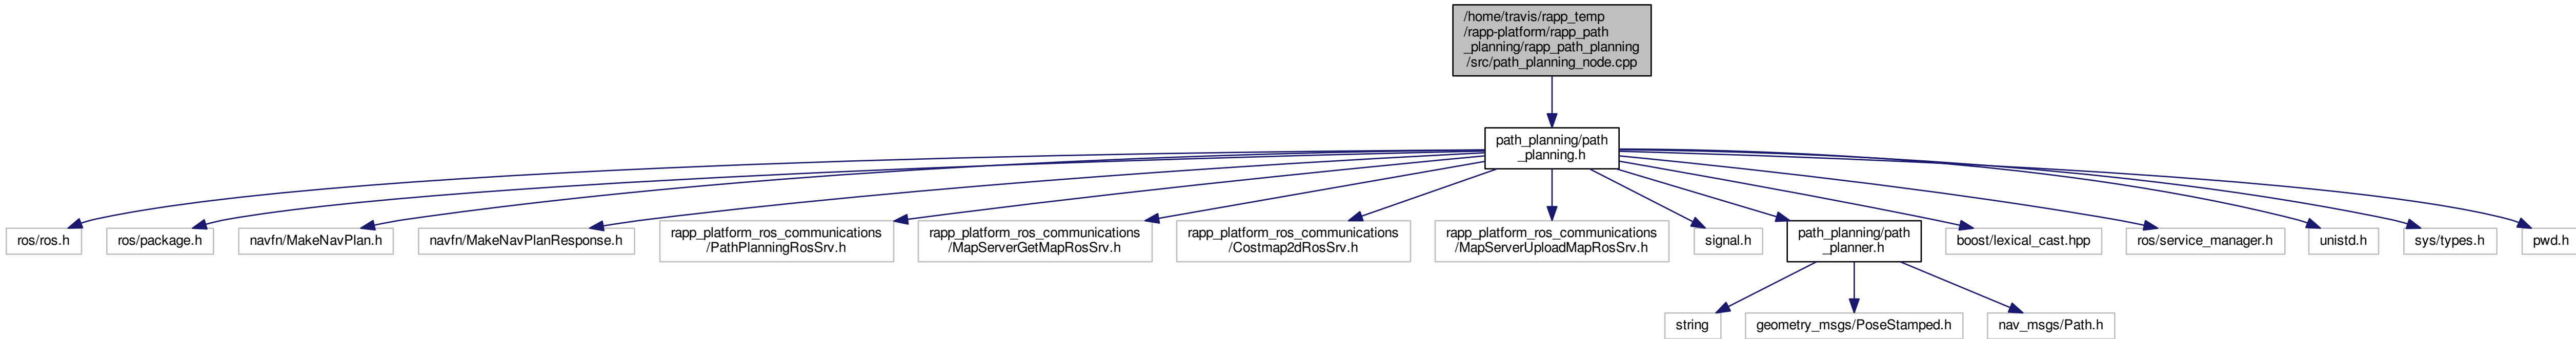 /home/travis/rapp_temp
/rapp-platform/rapp_path
_planning/rapp_path_planning
/src/path_planning_node.cpp
path_planning/path
_planning.h
ros/ros.h
ros/package.h
navfn/MakeNavPlan.h
navfn/MakeNavPlanResponse.h
rapp_platform_ros_communications
/PathPlanningRosSrv.h
rapp_platform_ros_communications
/MapServerGetMapRosSrv.h
rapp_platform_ros_communications
/Costmap2dRosSrv.h
rapp_platform_ros_communications
/MapServerUploadMapRosSrv.h
signal.h
path_planning/path
_planner.h
boost/lexical_cast.hpp
ros/service_manager.h
unistd.h
sys/types.h
pwd.h
string
geometry_msgs/PoseStamped.h
nav_msgs/Path.h